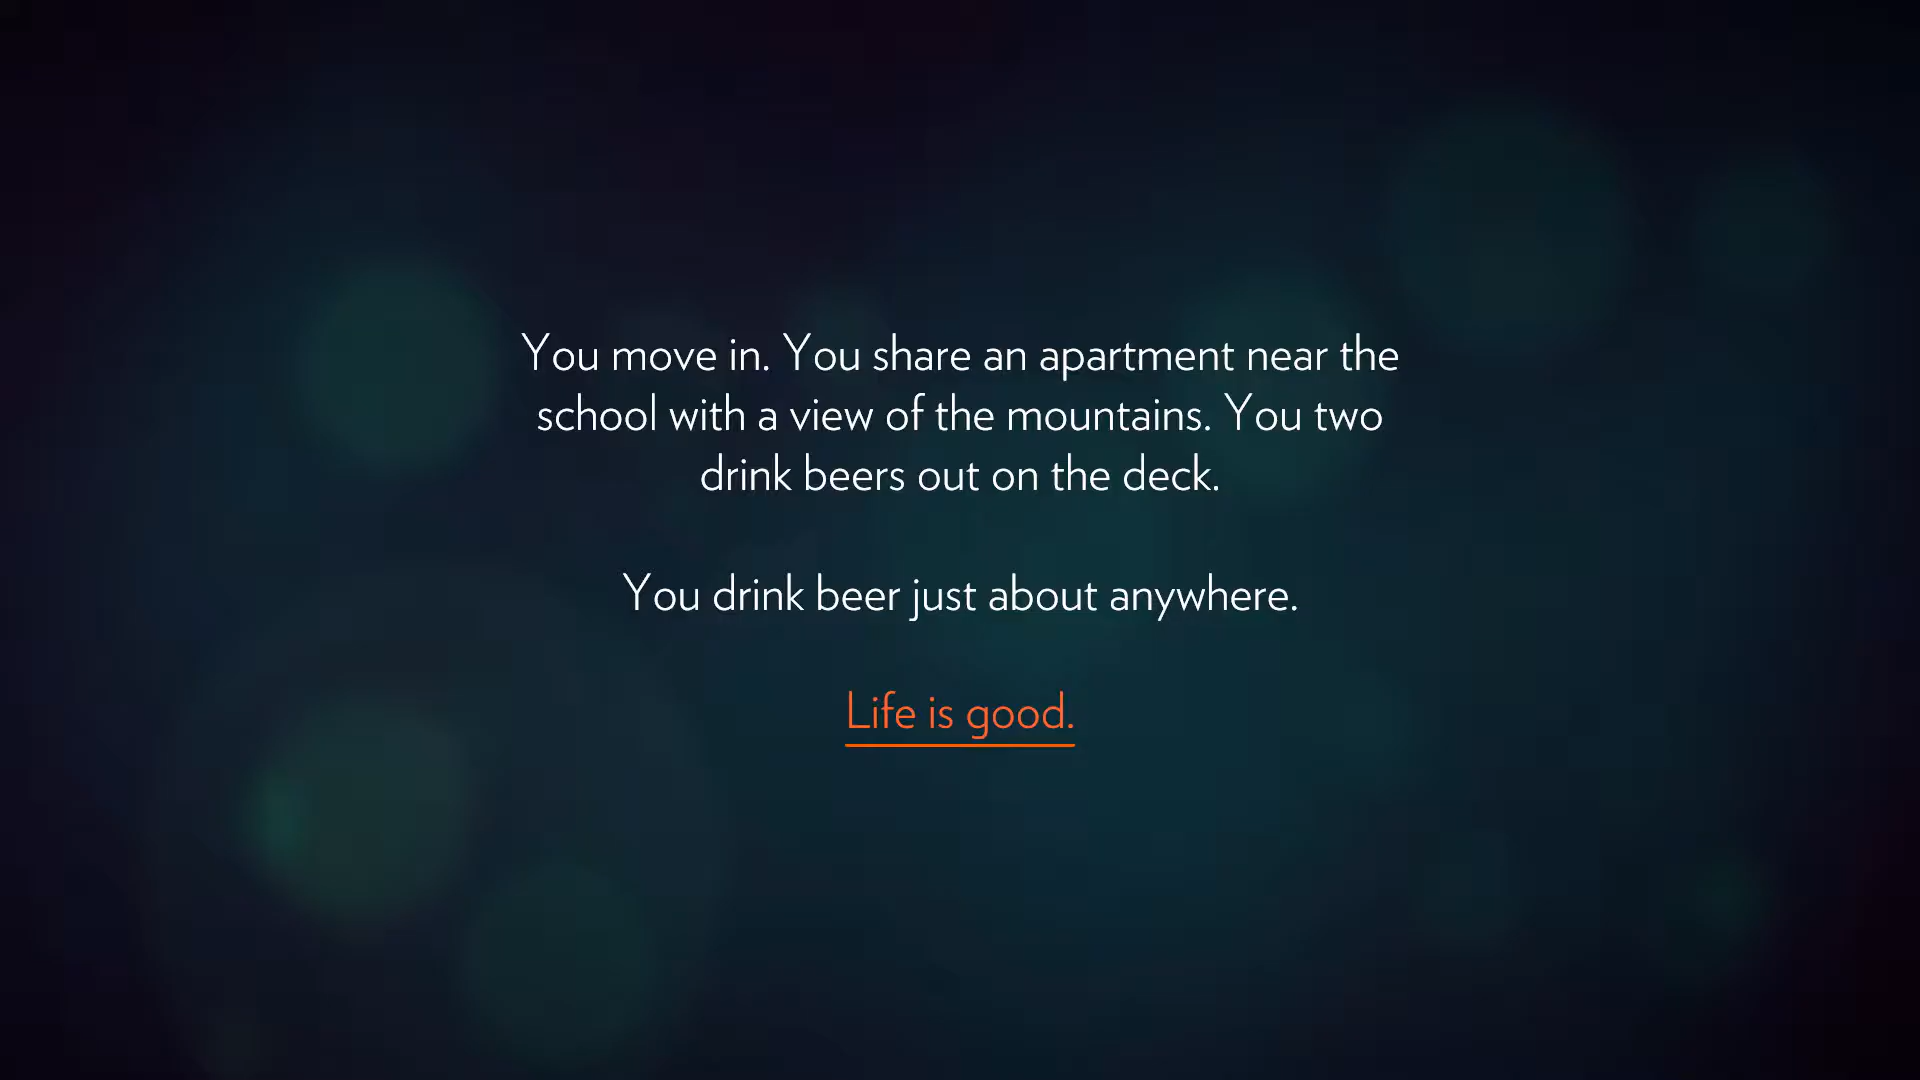 You move in. You share an apartment near the
school with a view of the mountains. You two
drink beers out on the deck.
You drink beer just about anywhere.
Life is good.